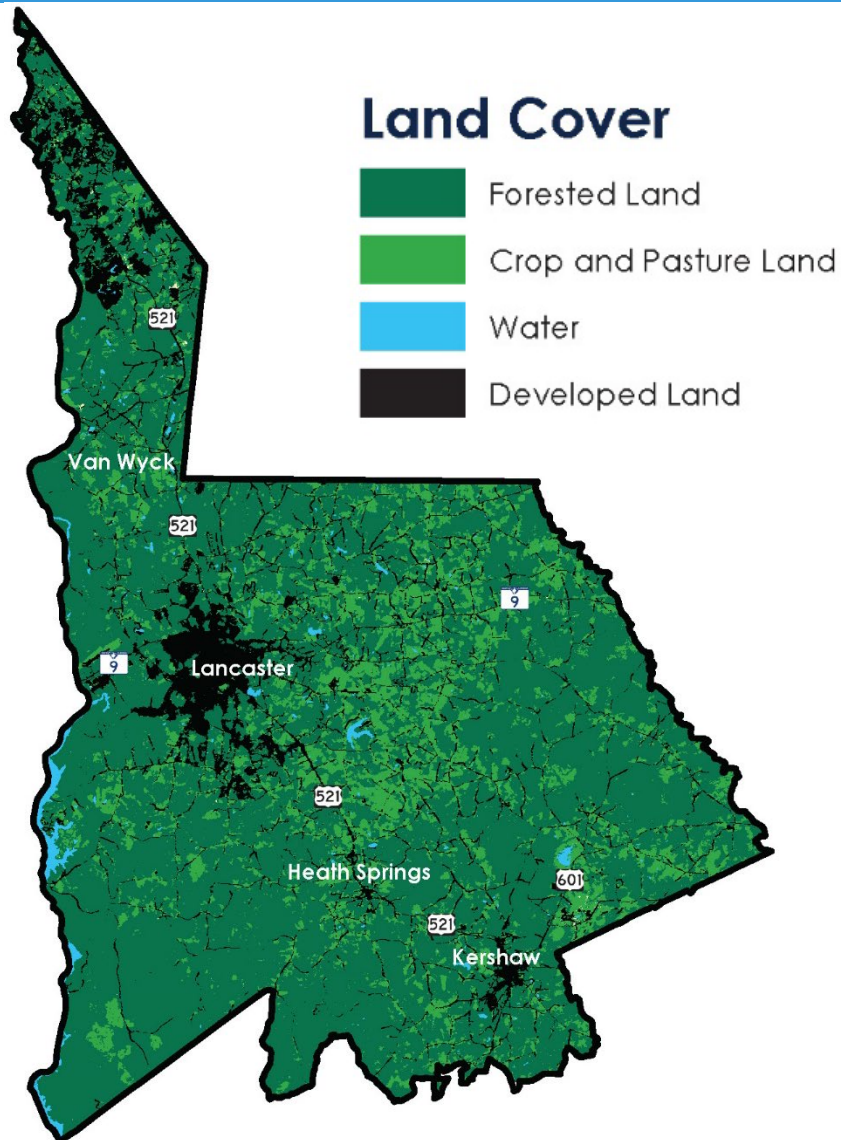 Land Cover
Forested Land
Crop and Pasture Land
Water
Developed Land
521
Van Wyck
521
9
9
Lancaster
521
Heath Springs
601
521
Kershaw